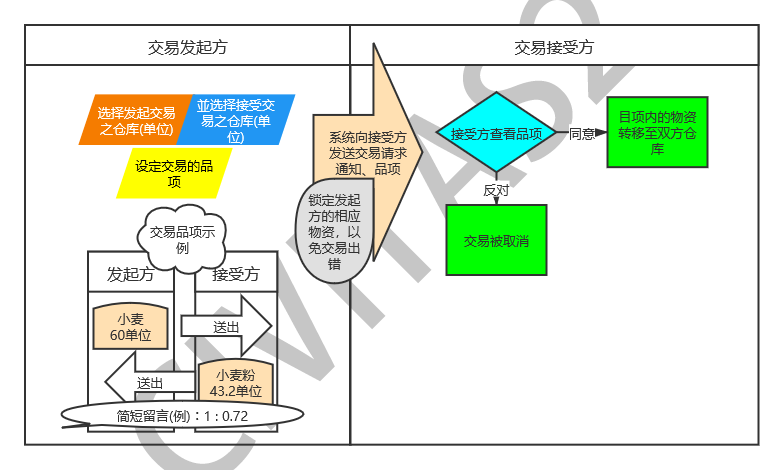 交易发起方
交易接受方
选择发起交易
之仓库(单位)
並选择接受交
易之仓库(单
位)
设定交易的品
项
交易品项示
例
发起方
接受方
小麦
60单位
送出
送出
小麦粉
43.2单位
简短留言(例)：1 : 0.72
系统向接受方
发送交易请求
通知、品项
锁定发起
方的相应
物资，以
免交易出
错
接受方查看品项
同意
目项内的物资
转移至双方仓
库
反对
交易被取消
CIVITAS2